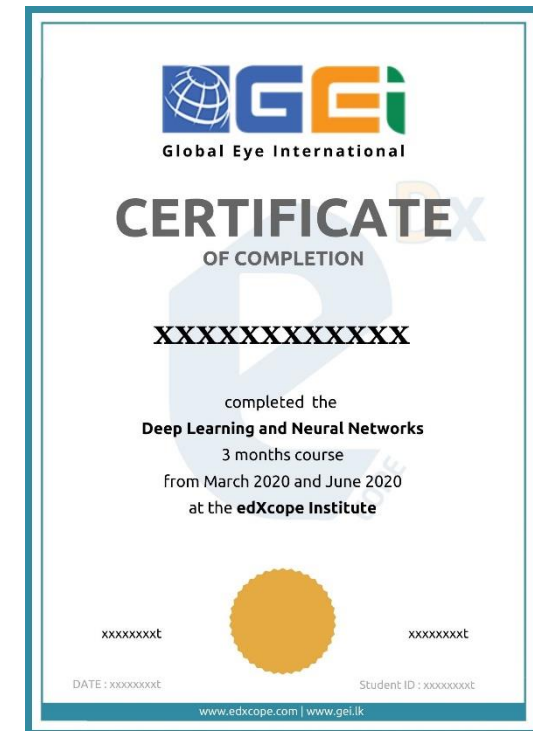 GEi
Global Eye International
CERTIFICATE
OF COMPLETION
XXXXXXXXXXXX
completed the
Deep Learning and Neural Networks
3 months course
from March 2020 and June 2020
at the edXcope Institute
xxxxxxxxt xxxxxxxxt
DATE : xxxxxxxxt Student ID : xxxxxxxxt
www.edxcope.com | www.gei.lk
e
Dx
COPE